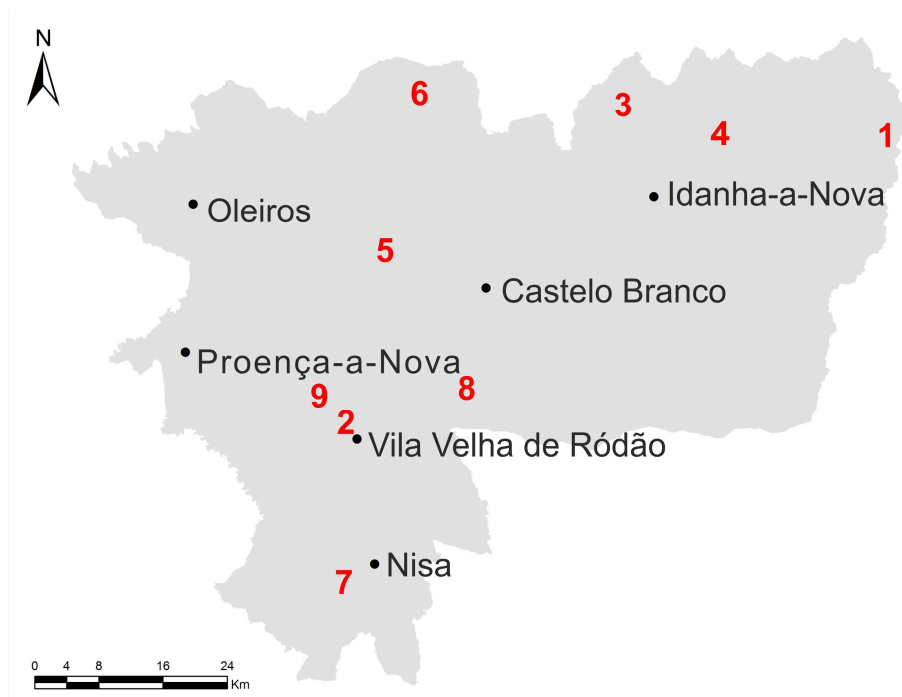 N
6
3
4
1
Idanha-a-Nova
Oleiros
5
Castelo Branco
Proença-a-Nova
8
9
2
Vila Velha de Ródão
Nisa
7
0 4 8 16 24
Km